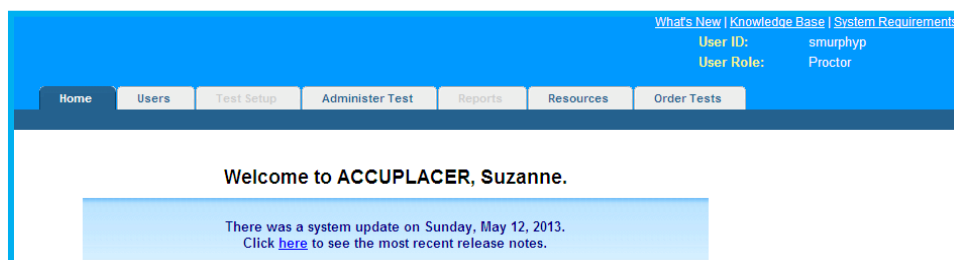 What's New | Knowledge Base | System Requirements
User ID: smurphyp
User Role: Proctor
Home Users Test Setup Administer Test Reports Resources Order Tests
Welcome to ACCUPLACER, Suzanne.
There was a system update on Sunday, May 12, 2013.
Click here to see the most recent release notes.